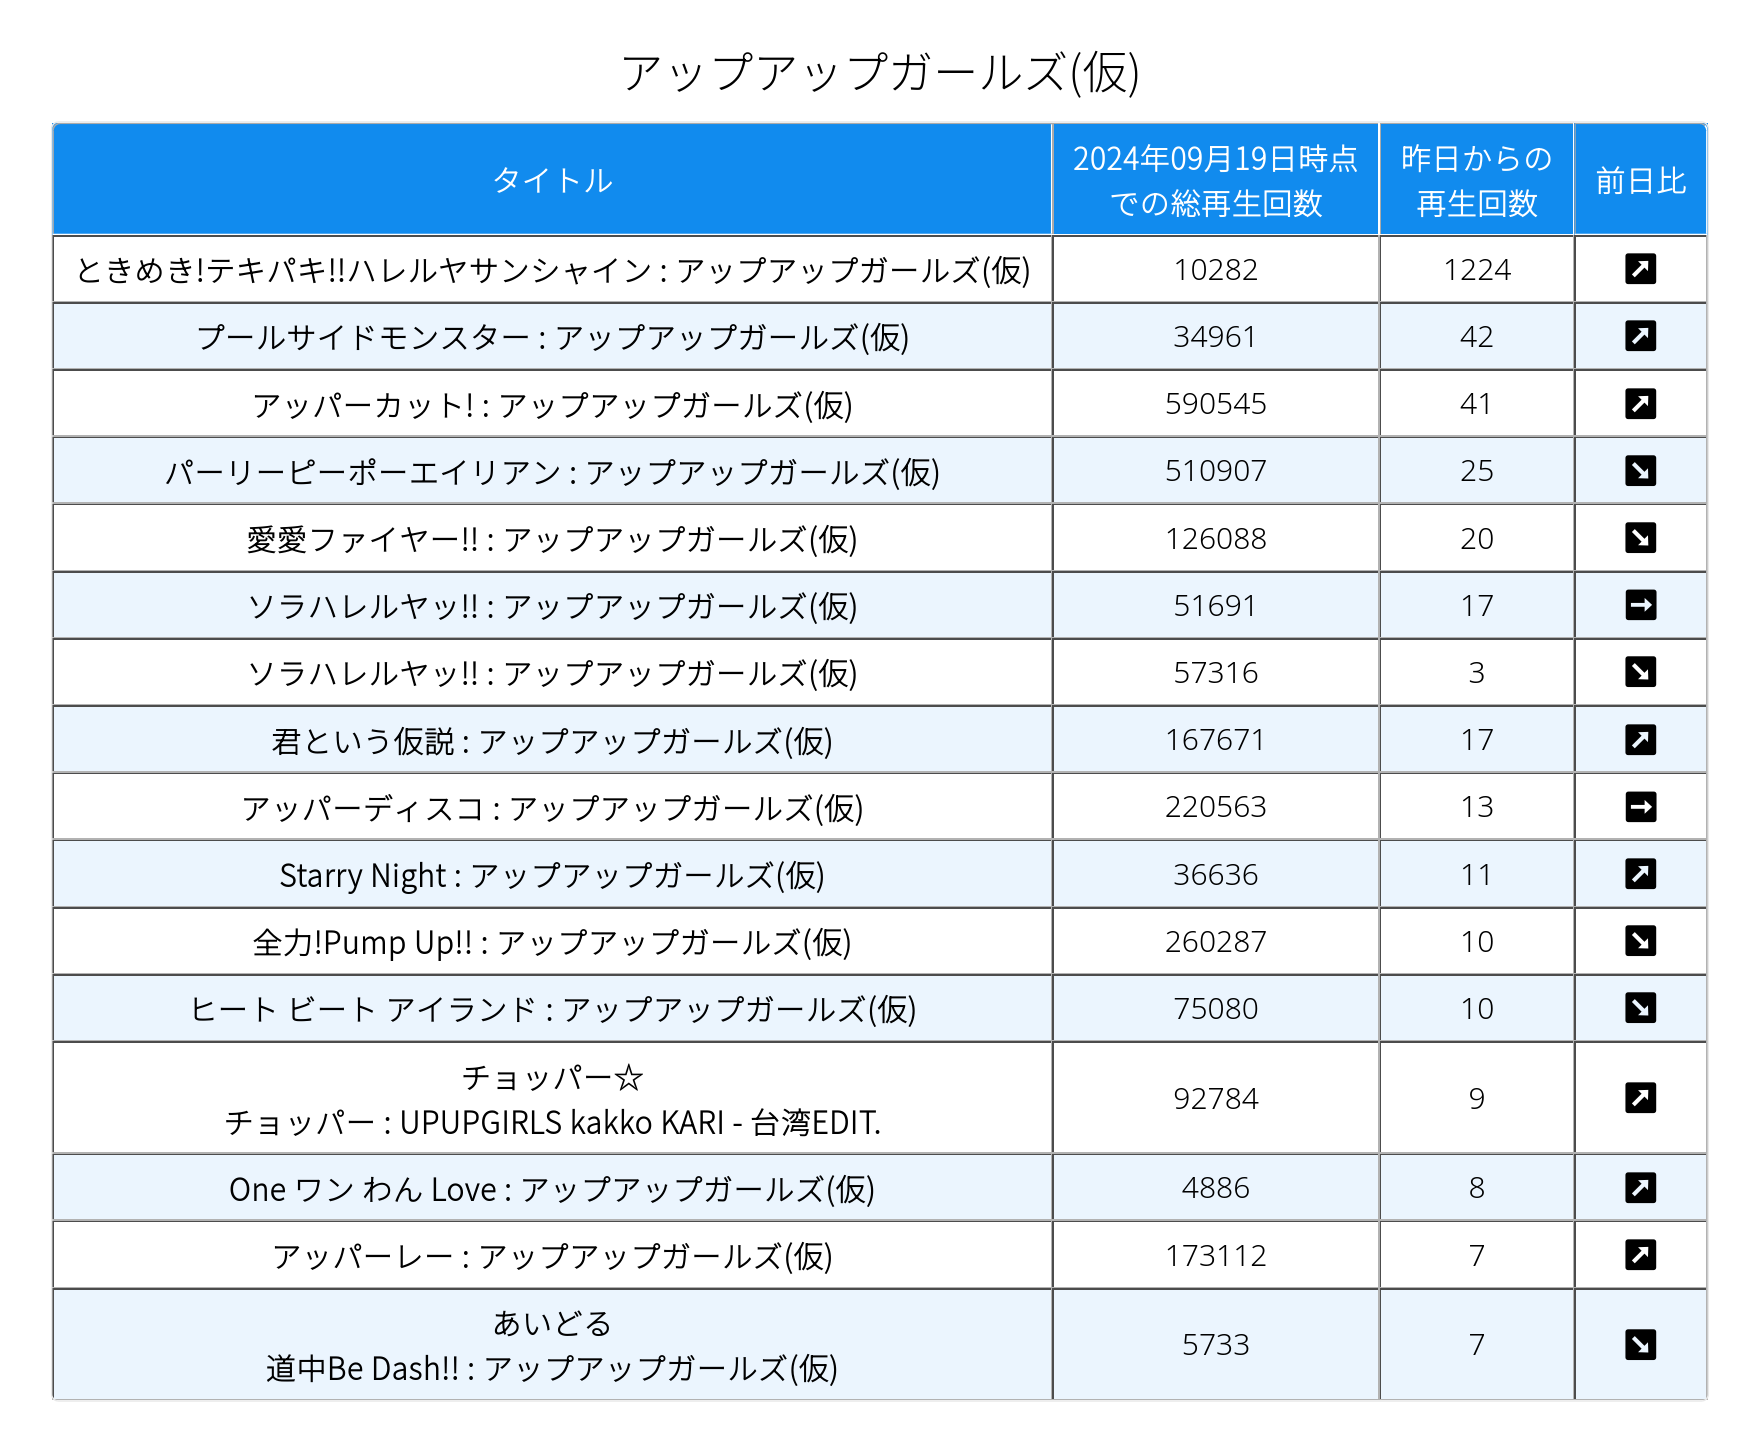 アップアップガールズ(仮)
タイトル
2024年09月19日時点
での総再生回数
昨日からの
再生回数
前日比
ときめき!テキパキ!!ハレルヤサンシャイン : アップアップガールズ(仮) 10282 1224 ↗
プールサイドモンスター : アップアップガールズ(仮) 34961 42 ↗
アッパーカット! : アップアップガールズ(仮) 590545 41 ↗
パーリーピーポーエイリアン : アップアップガールズ(仮) 510907 25 ↘
愛愛ファイヤー!! : アップアップガールズ(仮) 126088 20 ↘
ソラハレルヤッ!! : アップアップガールズ(仮) 51691 17 →
ソラハレルヤッ!! : アップアップガールズ(仮) 57316 3 ↘
君という仮説 : アップアップガールズ(仮) 167671 17 ↗
アッパーディスコ : アップアップガールズ(仮) 220563 13 →
Starry Night : アップアップガールズ(仮) 36636 11 ↗
全力!Pump Up!! : アップアップガールズ(仮) 260287 10 ↘
ヒート ビート アイランド : アップアップガールズ(仮) 75080 10 ↘
チョッパー☆
チョッパー : UPUPGIRLS kakko KARI - 台湾EDIT. 92784 9 ↗
One ワン わん Love : アップアップガールズ(仮) 4886 8 ↗
アッパーレー : アップアップガールズ(仮) 173112 7 ↗
あいどる
道中Be Dash!! : アップアップガールズ(仮) 5733 7 ↘